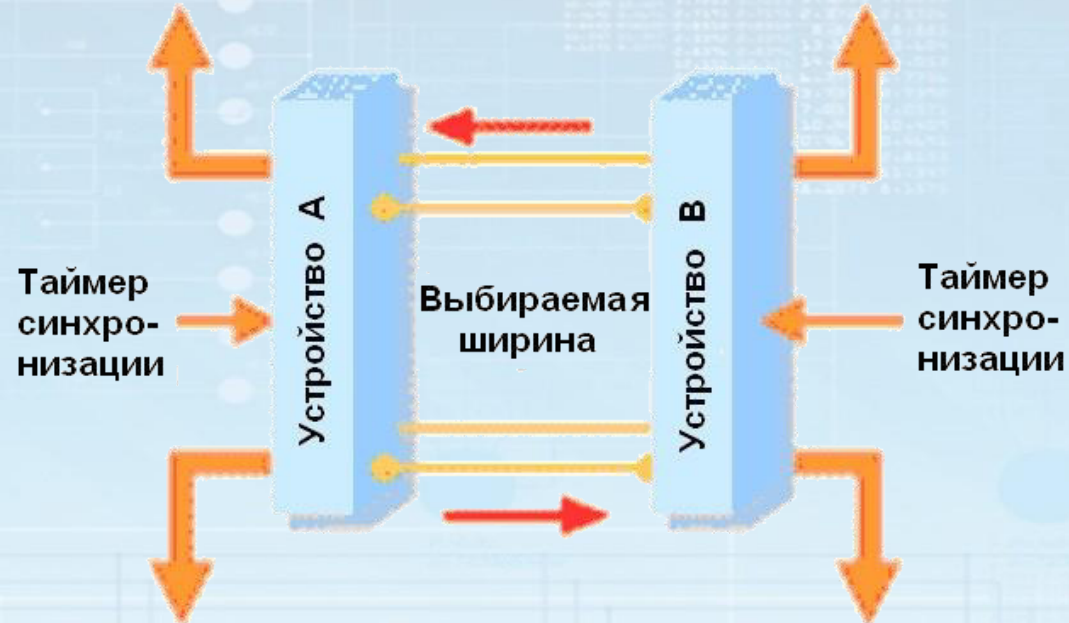 Таймер
синхро-
низации
Устройство A
Выбираемая
ширина
Устройство B
Таймер
синхро-
низации